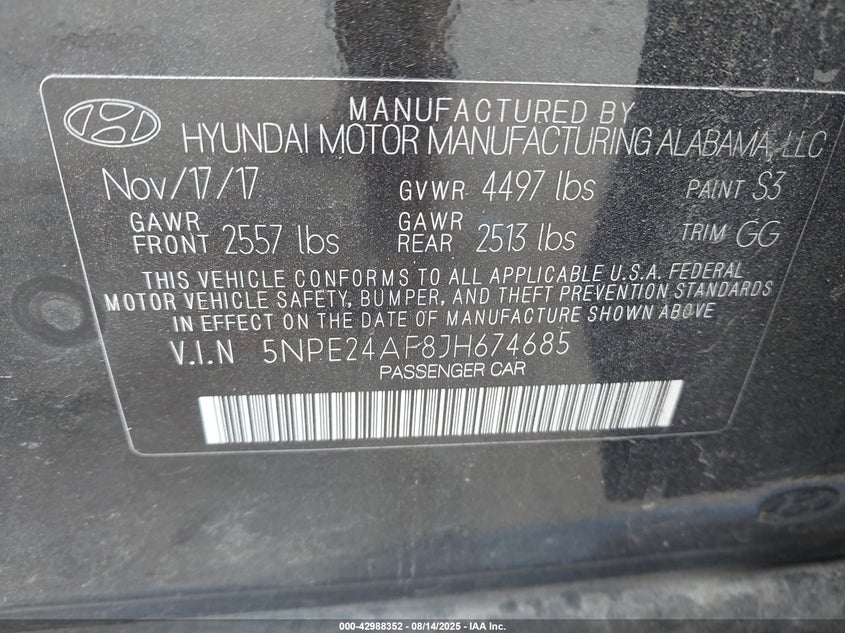 MANUFACTURED BY
HYUNDAI MOTOR MANUFACTURING ALABAMA, LLC
Nov/17/17 GVWR 4497 lbs PAINT S3
GAWR FRONT 2557 lbs GAWR REAR 2513 lbs TRIM GG
THIS VEHICLE CONFORMS TO ALL APPLICABLE U.S.A. FEDERAL
MOTOR VEHICLE SAFETY, BUMPER, AND THEFT PREVENTION STANDARDS
IN EFFECT ON THE DATE OF MANUFACTURE SHOWN ABOVE
V.I.N 5NPE24AF8JH674685
PASSENGER CAR
000-42988352 | 08/14/2025 | IAA Inc.